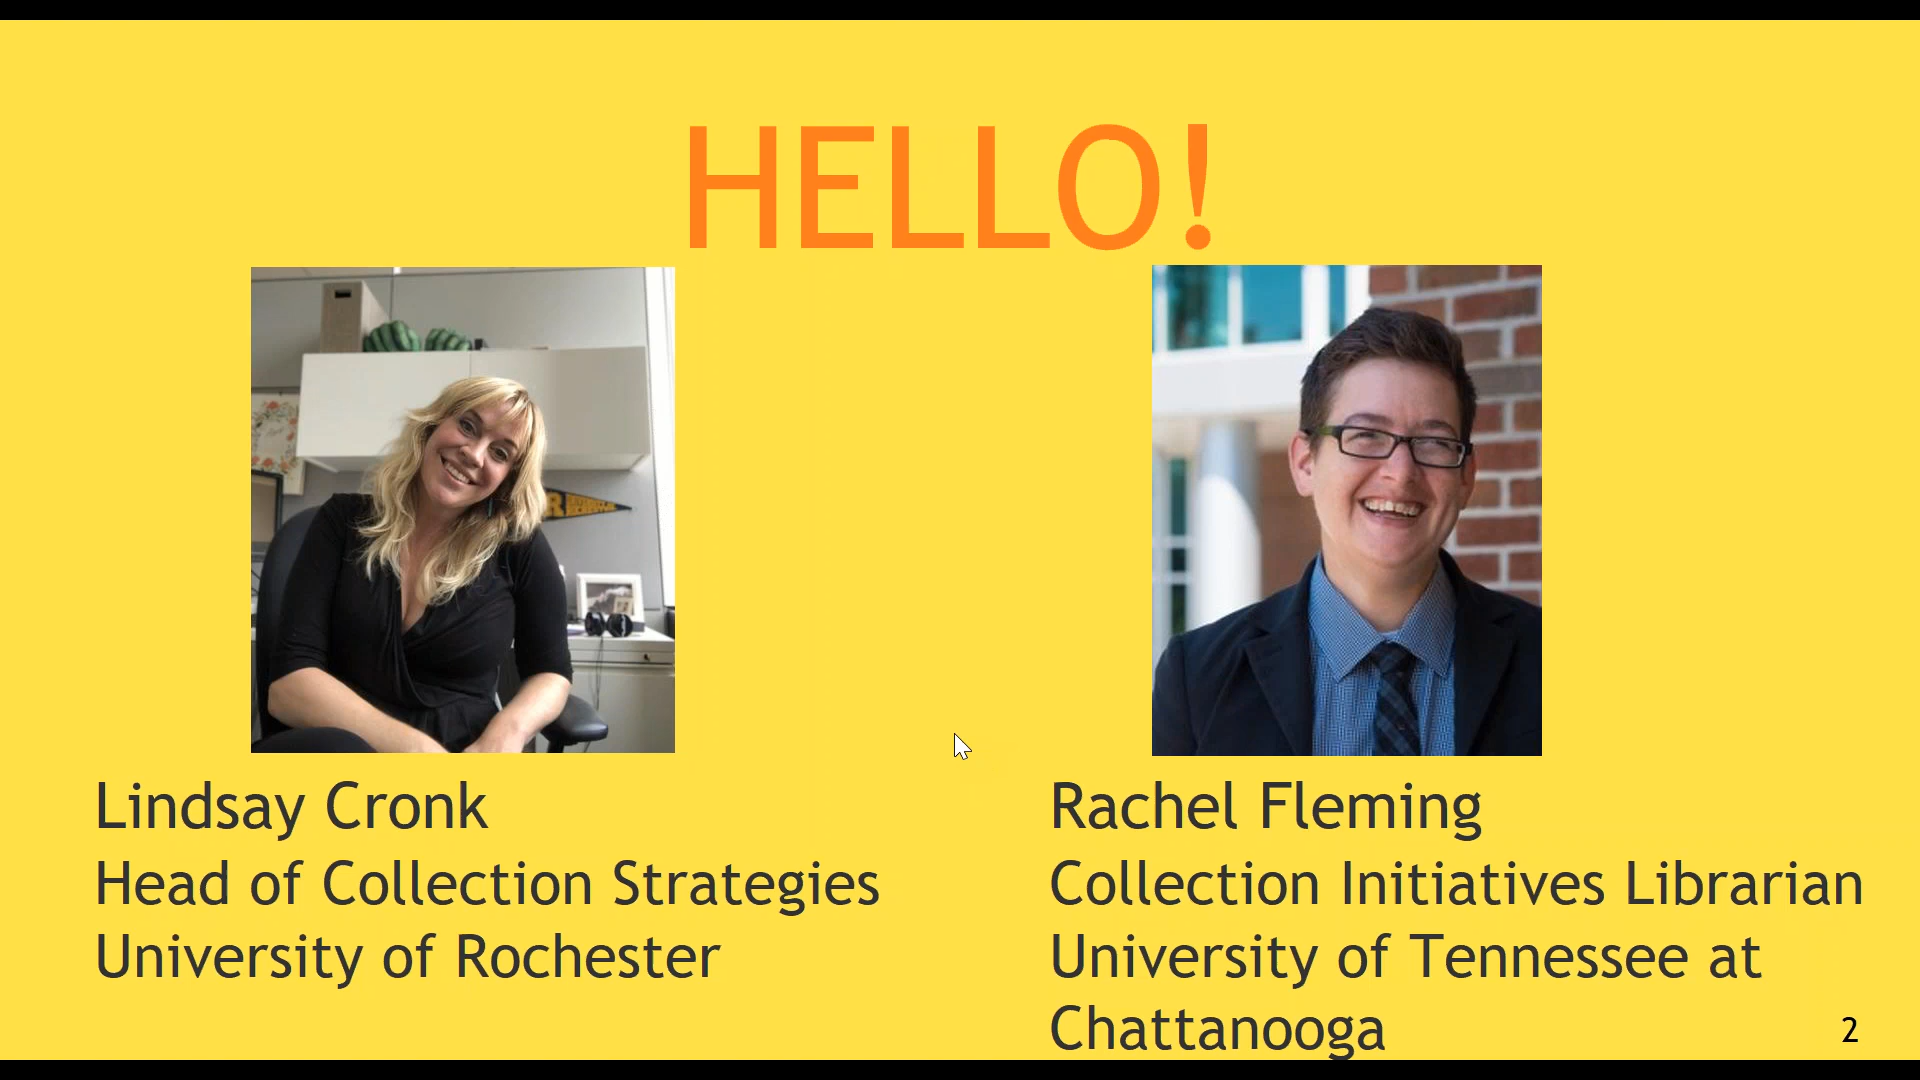 HELLO!
Lindsay Cronk
Head of Collection Strategies
University of Rochester
Rachel Fleming
Collection Initiatives Librarian
University of Tennessee at
Chattanooga
2